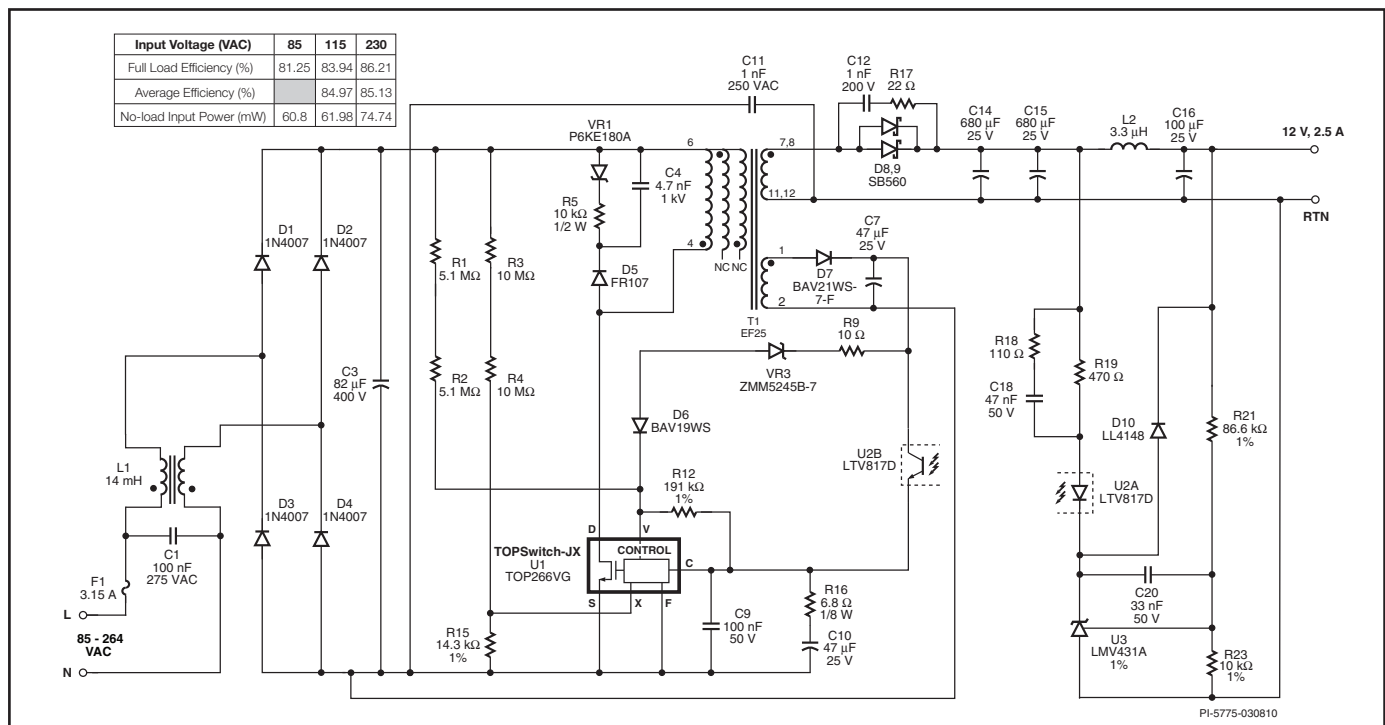 Input Voltage (VAC) 85 115 230
Full Load Efficiency (%) 81.25 83.94 86.21
Average Efficiency (%) 84.97 85.13
No-load Input Power (mW) 60.8 61.98 74.74
C11
1 nF
250 VAC
C12
1 nF
200 V
R17
22 Ω
C14
680 µF
25 V
C15
680 µF
25 V
L2
3.3 µH
C16
100 µF
25 V
12 V, 2.5 A
RTN
7,8
11,12
D8,9
SB560
VR1
P6KE180A
C4
4.7 nF
1 kV
R5
10 kΩ
1/2 W
D5
FR107
6
4
NC NC
1
2
T1
EF25
C7
47 µF
25 V
D7
BAV21WS-
7-F
D1
1N4007
D2
1N4007
R1
5.1 MΩ
R3
10 MΩ
R2
5.1 MΩ
R4
10 MΩ
C3
82 µF
400 V
R9
10 Ω
VR3
ZMM5245B-7
D6
BAV19WS
R12
191 kΩ
1%
U2B
LTV817D
R18
110 Ω
C18
47 nF
50 V
R19
470 Ω
D10
LL4148
R21
86.6 kΩ
1%
U2A
LTV817D
L1
14 mH
D3
1N4007
D4
1N4007
C1
100 nF
275 VAC
F1
3.15 A
L
85 - 264
VAC
N
D
V
TOPSwitch-JX
U1
TOP266VG
CONTROL
C
S
X
F
R15
14.3 kΩ
1%
C9
100 nF
50 V
R16
6.8 Ω
1/8 W
C10
47 µF
25 V
C20
33 nF
50 V
U3
LMV431A
1%
R23
10 kΩ
1%
PI-5775-030810